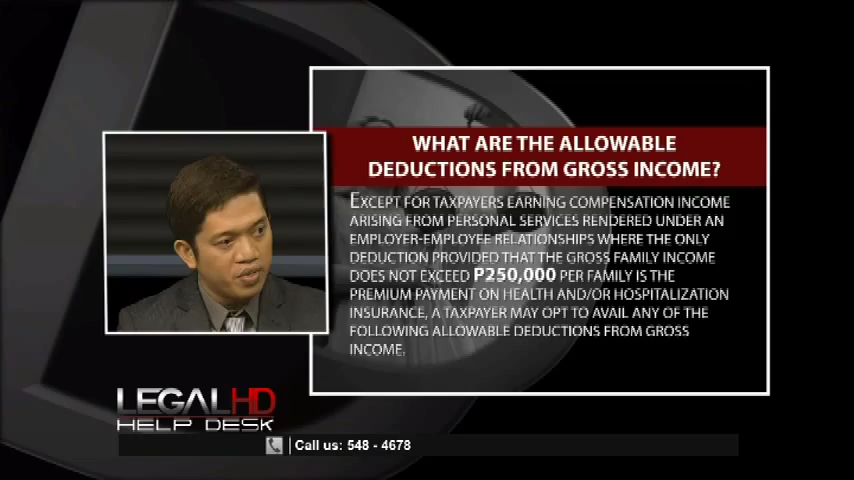 WHAT ARE THE ALLOWABLE
DEDUCTIONS FROM GROSS INCOME?
EXCEPT FOR TAXPAYERS EARNING COMPENSATION INCOME
ARISING FROM PERSONAL SERVICES RENDERED UNDER AN
EMPLOYER-EMPLOYEE RELATIONSHIPS WHERE THE ONLY
DEDUCTION PROVIDED THAT THE GROSS FAMILY INCOME
DOES NOT EXCEED P250,000 PER FAMILY IS THE
PREMIUM PAYMENT ON HEALTH AND/OR HOSPITALIZATION
INSURANCE, A TAXPAYER MAY OPT TO AVAIL ANY OF THE
FOLLOWING ALLOWABLE DEDUCTIONS FROM GROSS
INCOME.
LEGALHD
HELP DESK
Call us: 548 - 4678